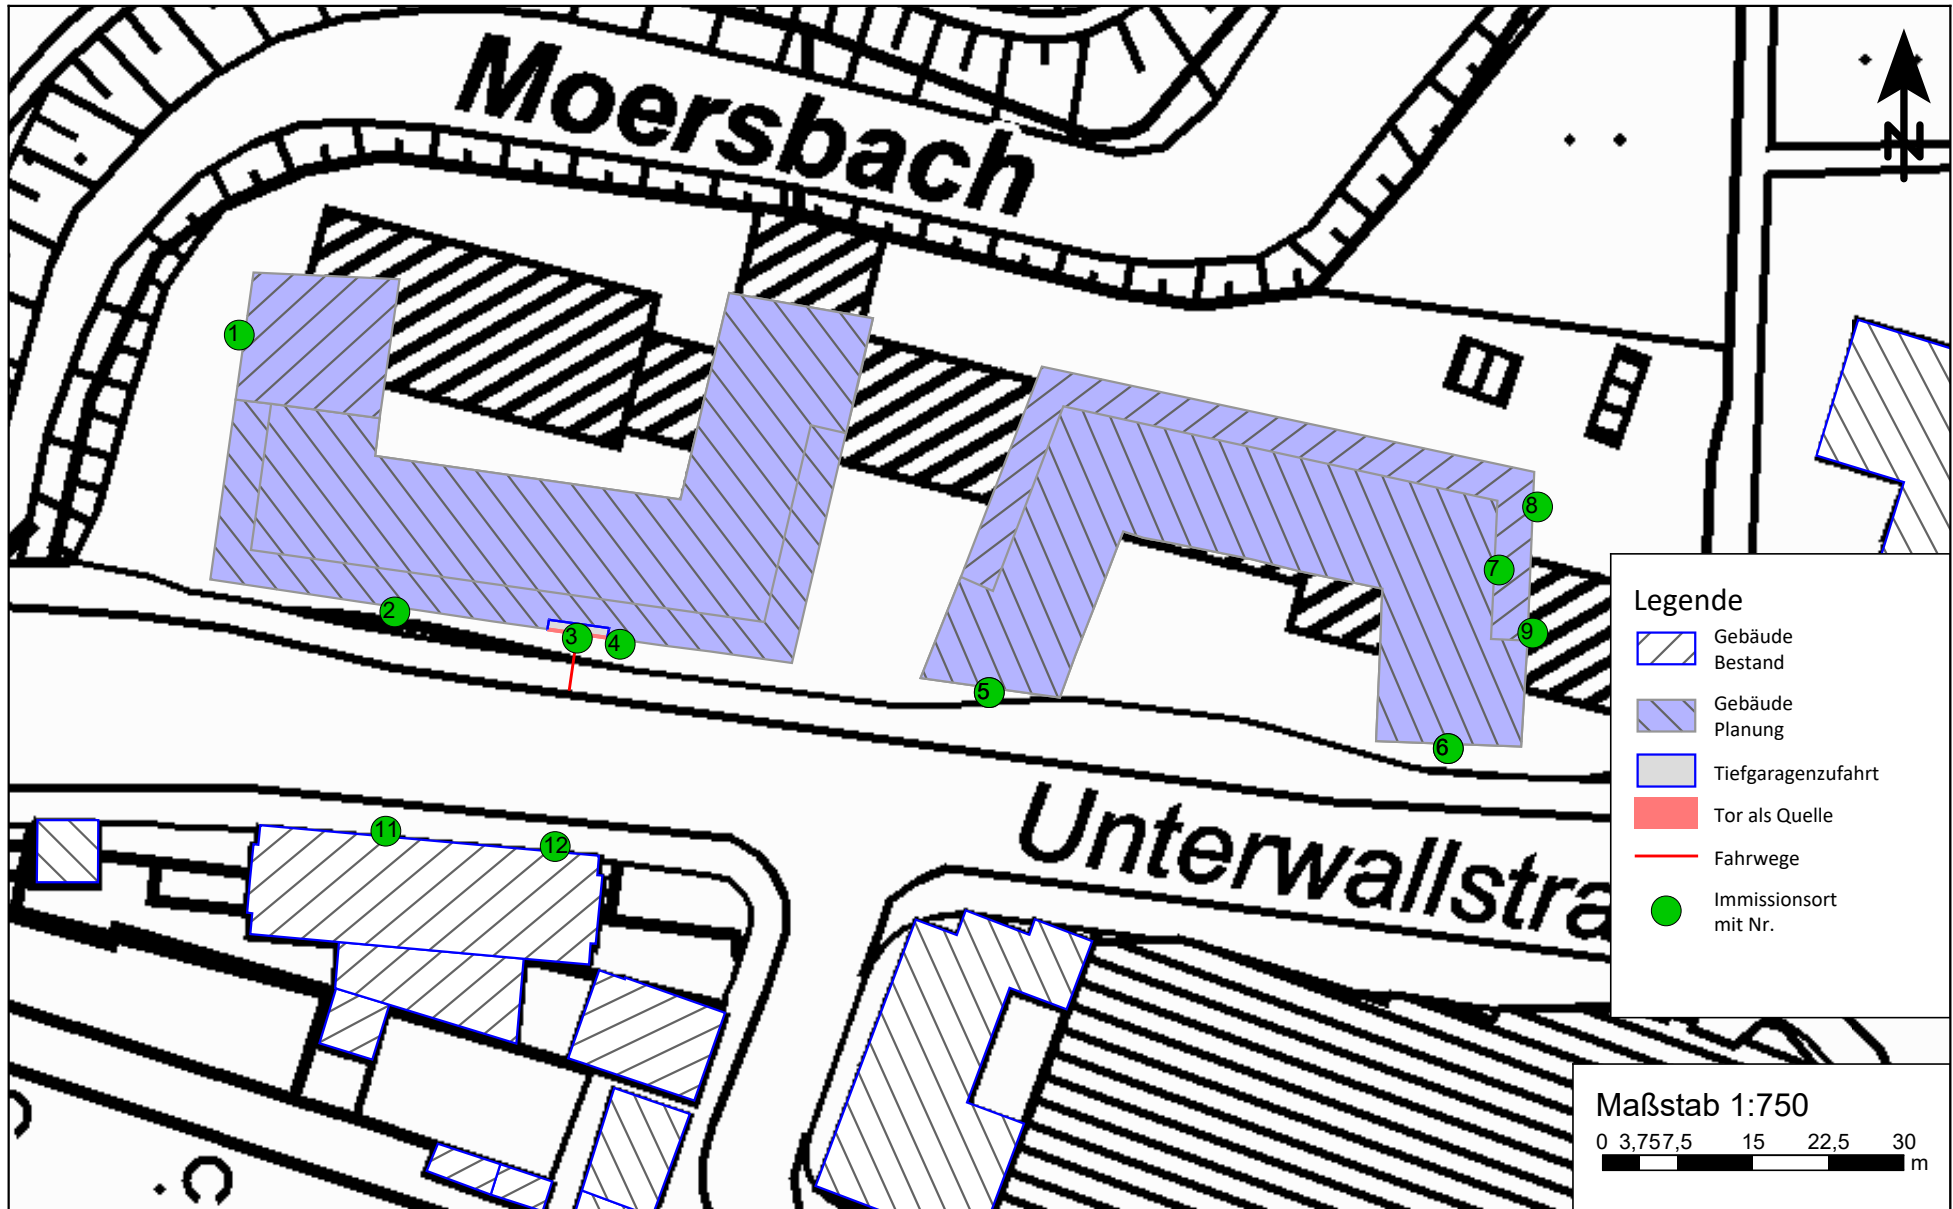 Moersbach
N
1
2
3
4
5
6
7
8
9
11
12
Unterwallstra
Legende
Gebäude
Bestand
Gebäude
Planung
Tiefgaragenzufahrt
Tor als Quelle
Fahrwege
Immissionsort
mit Nr.
Maßstab 1:750
0 3,757,5 15 22,5 30
m